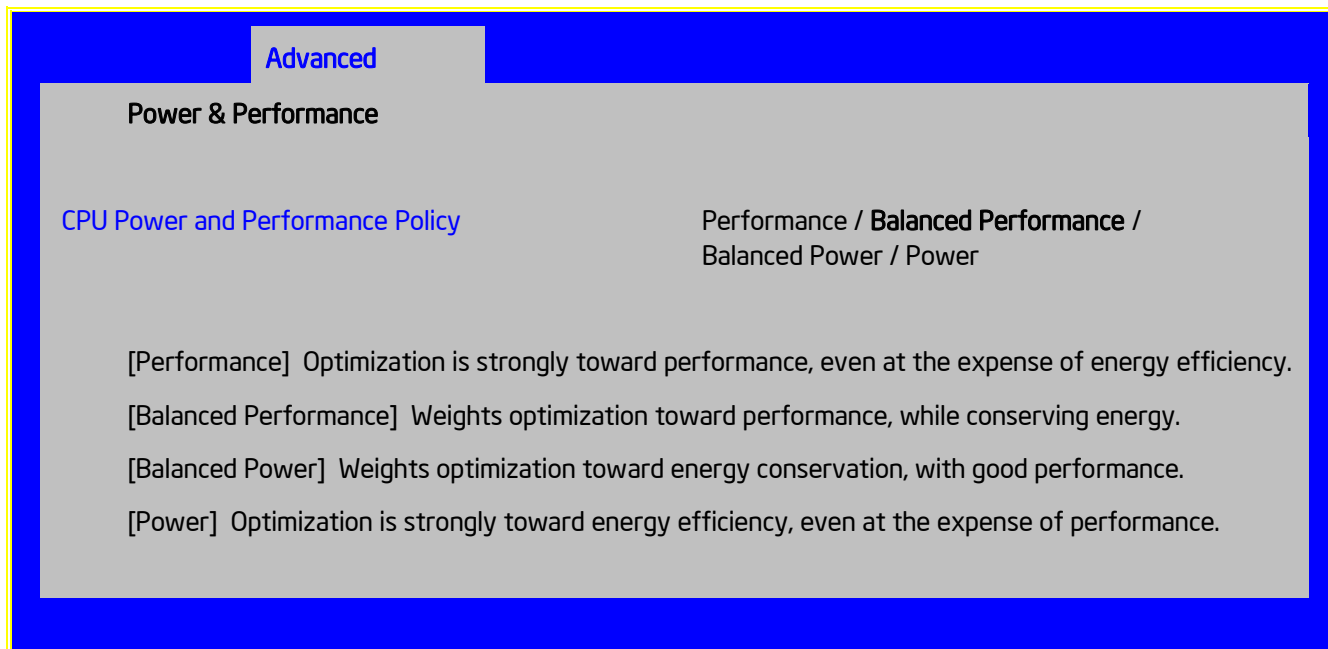 Advanced
Power & Performance
CPU Power and Performance Policy
Performance / Balanced Performance /
Balanced Power / Power
[Performance]  Optimization is strongly toward performance, even at the expense of energy efficiency.
[Balanced Performance]  Weights optimization toward performance, while conserving energy.
[Balanced Power]  Weights optimization toward energy conservation, with good performance.
[Power]  Optimization is strongly toward energy efficiency, even at the expense of performance.